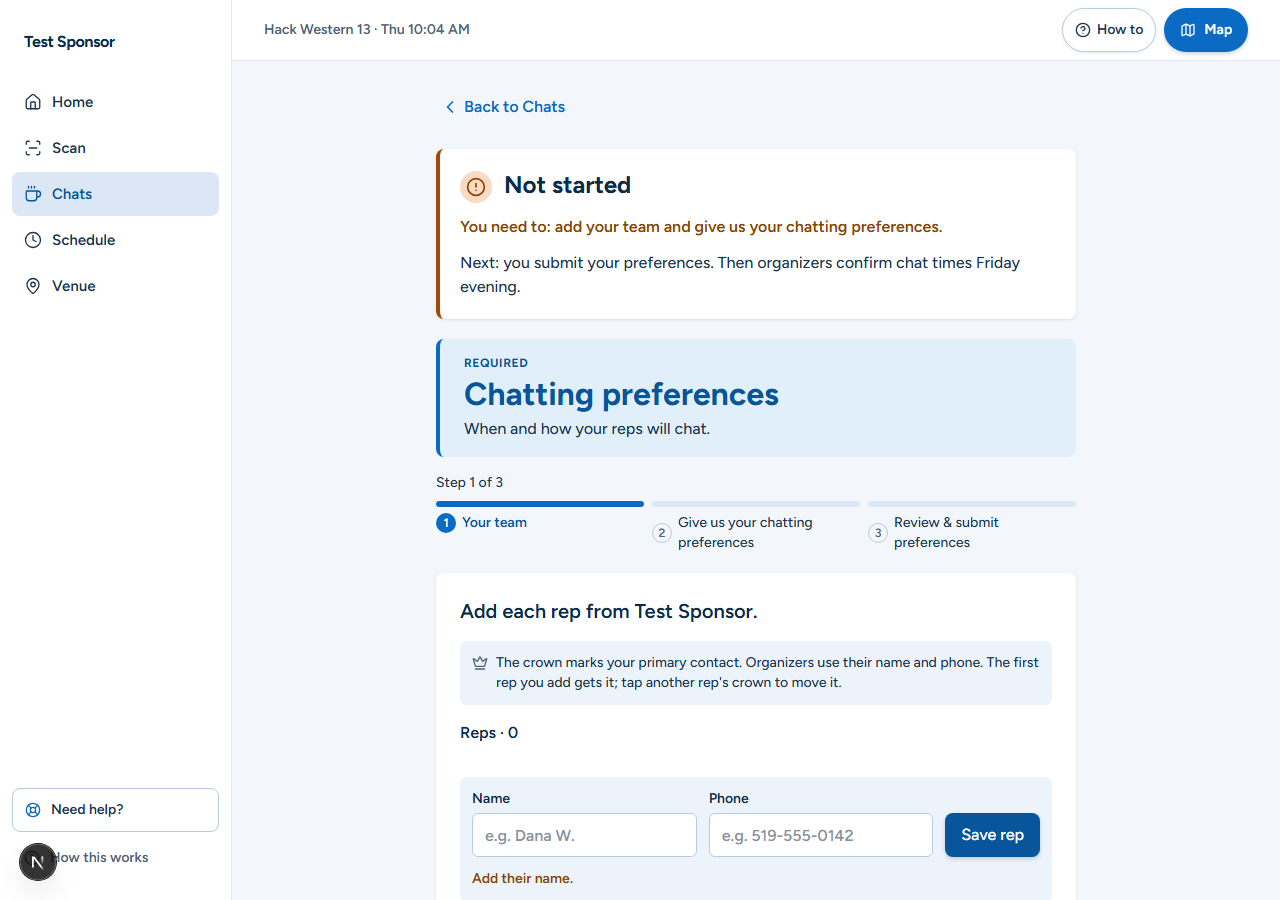 Test Sponsor
Home
Scan
Chats
Schedule
Venue
Need help?
How this works
N
Hack Western 13 · Thu 10:04 AM
How to
Map
Back to Chats
Not started
You need to: add your team and give us your chatting preferences.
Next: you submit your preferences. Then organizers confirm chat times Friday
evening.
REQUIRED
Chatting preferences
When and how your reps will chat.
Step 1 of 3
1 Your team
2 Give us your chatting
preferences
3 Review & submit
preferences
Add each rep from Test Sponsor.
The crown marks your primary contact. Organizers use their name and phone. The first
rep you add gets it; tap another rep's crown to move it.
Reps · 0
Name
Phone
e.g. Dana W.
e.g. 519-555-0142
Save rep
Add their name.